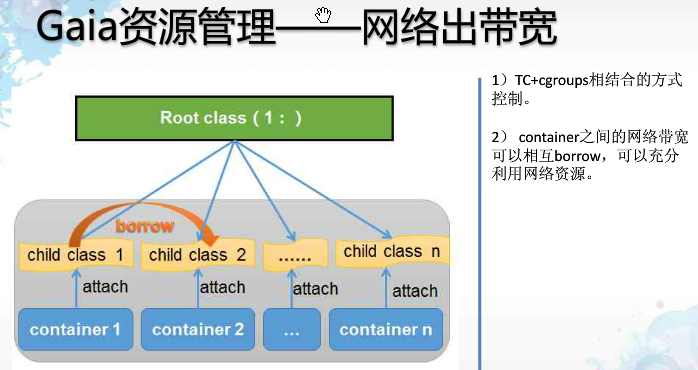 Gaia资源管理——网络出带宽
Root class（1：）
borrow
child class 1
child class 2
……
child class n
attach
attach
attach
attach
container 1
container 2
...
container n
1）TC+cgroups相结合的方式
控制。
2） container之间的网络带宽
可以相互borrow，可以充分
利用网络资源。